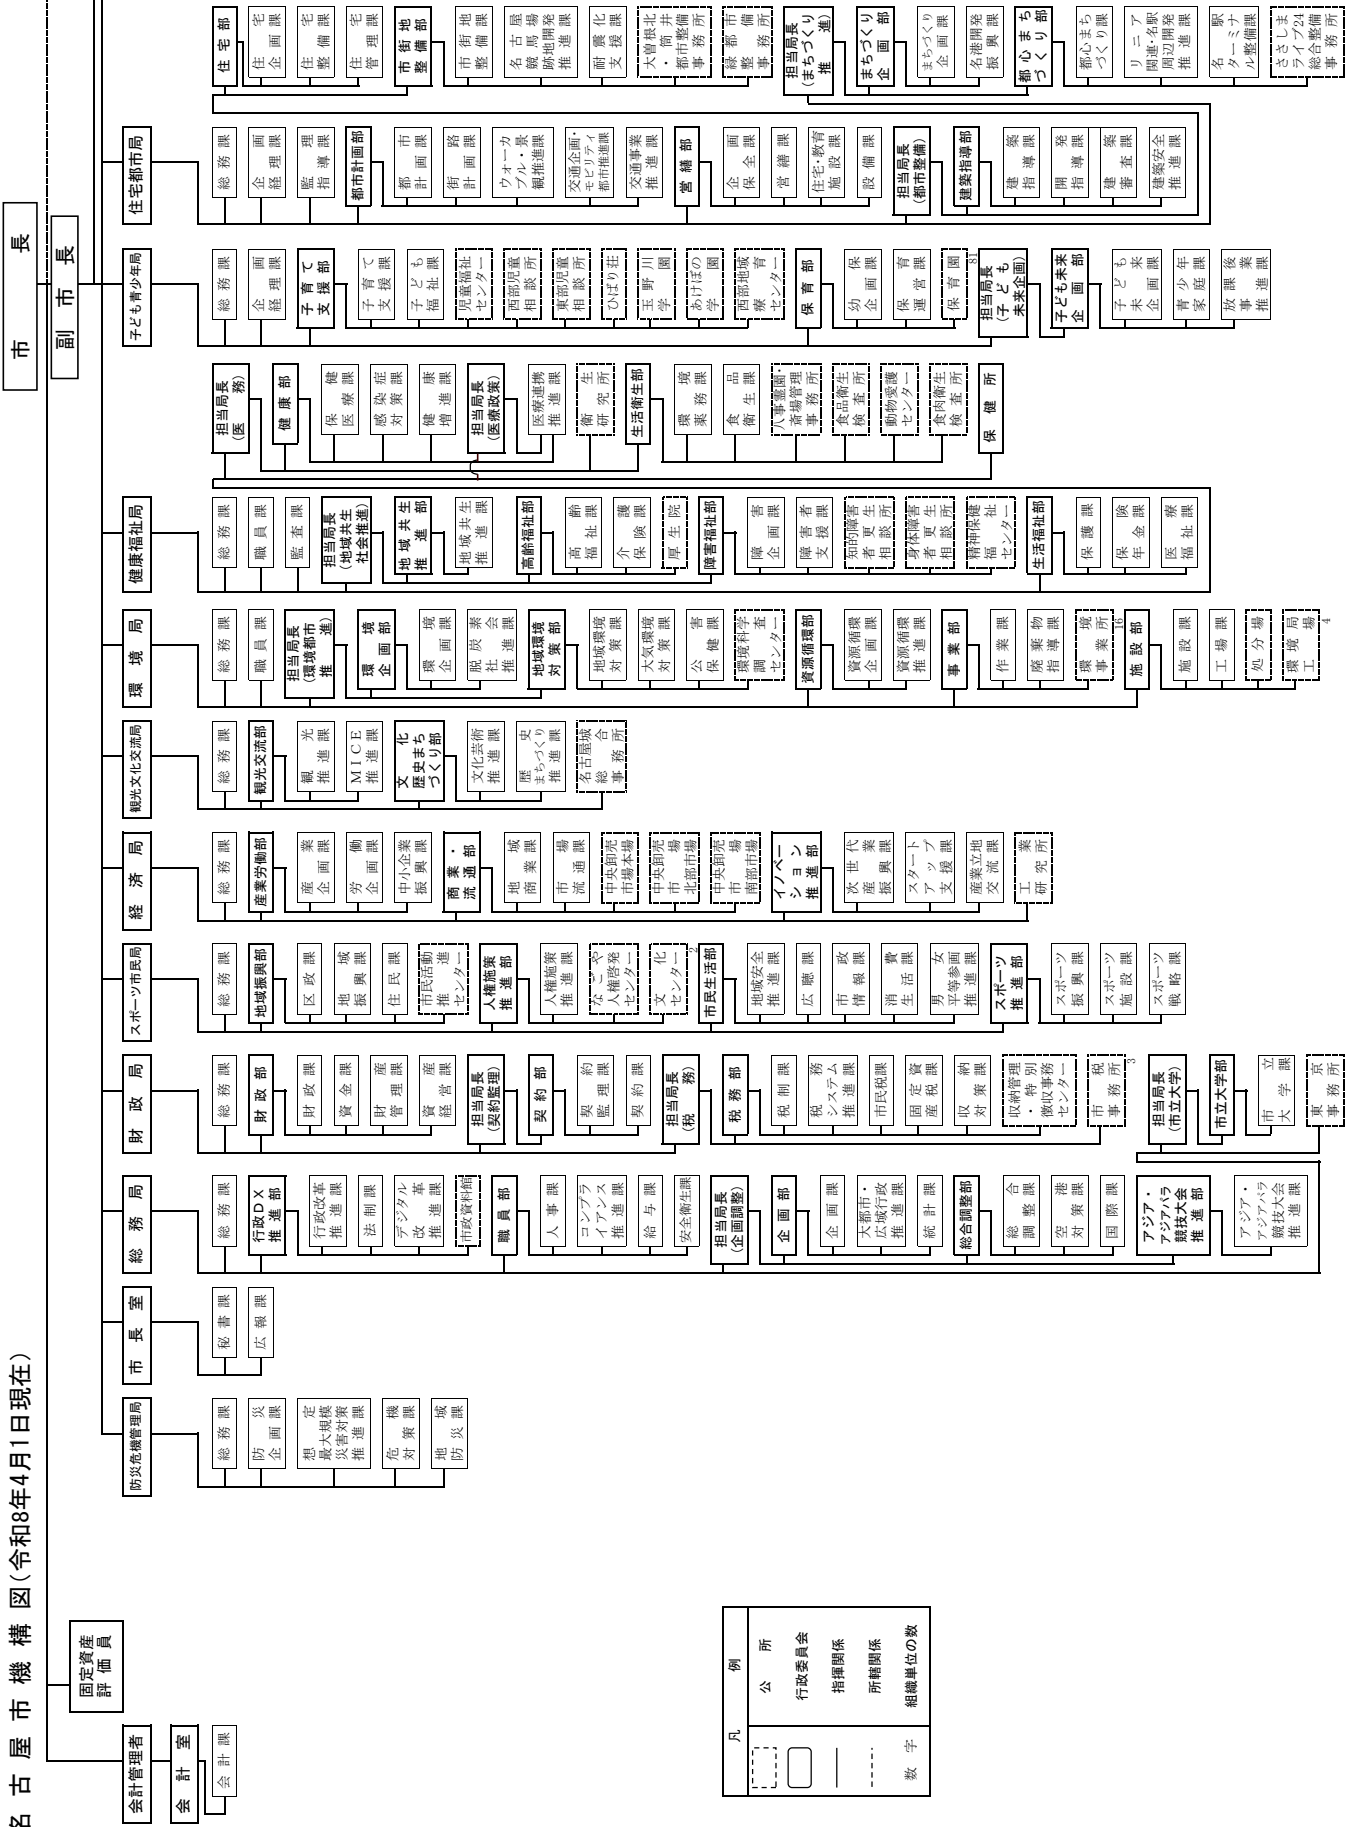 名古屋市機構図(令和8年4月1日現在)
市長
副市長
固定資産
評価員
会計管理者
会計室
会計課
防災危機管理局
総務課
防災
企画課
想定
最大規模
災害対策
推進課
危機
対策課
地域
防災課
市長室
秘書課
広報課
総務局
総務課
行政DX
推進部
行政改革
推進課
法制課
デジタル
改革
推進課
市政資料館
職員部
人事課
コンプラ
イアンス
推進課
給与課
安全衛生課
担当局長
(企画調整)
企画部
企画課
大都市・
広域行政
推進課
統計課
総合調整部
総合
調整課
空港
対策課
国際課
アジア・
アジアパラ
競技大会
推進部
アジア・
アジアパラ
競技大会
推進課
担当局長
(市立大学)
市立大学部
市立
大学課
東京
事務所
財政局
総務課
財政部
財政課
資金課
財産
管理課
資産
経営課
担当局長
(契約監理)
契約部
契約
監理課
契約課
担当局長
(税務)
税務部
税制課
税務
システム
推進課
市民税課
固定資
産税課
収納
対策課
収納管理
・特別
徴収事務
センター
市税
事務所
3
スポーツ市民局
総務課
地域振興部
区政課
地域
振興課
住民課
市民活動
推進
センター
人権施策
推進部
人権施策
推進課
なごや
人権啓発
センター
文化
センター
2
市民生活部
地域安全
推進課
広聴課
市政
情報課
消費
生活課
男女
平等参画
推進課
スポーツ
推進部
スポーツ
振興課
スポーツ
施設課
スポーツ
戦略課
経済局
総務課
産業労働部
産業
企画課
労働
企画課
中小企業
振興課
商業・
流通部
地域
商業課
市場
流通課
中央卸売
市場本場
中央卸売
市場
北部市場
中央卸売
市場
南部市場
イノベー
ション
推進部
次世代
産業
振興課
スタート
アップ
支援課
産業立地
交流課
工業
研究所
観光文化交流局
総務課
観光交流部
観光
推進課
MICE
推進課
文化
歴史まち
づくり部
文化芸術
推進課
歴史
まちづくり
推進課
名古屋城
総合
事務所
環境局
総務課
職員課
担当局長
(環境都市
推進)
環境
企画部
環境
企画課
脱炭素
社会
推進課
地域環境
対策部
地域環境
対策課
大気環境
対策課
公害
保健課
環境科学
調査
センター
資源循環部
資源循環
企画課
資源循環
推進課
事業部
作業課
廃棄物
指導課
環境
事業所
16
施設部
施設課
工場課
処分場
環境局
工場
4
健康福祉局
総務課
職員課
監査課
担当局長
(地域共生
社会推進)
地域共生
推進部
地域共生
推進課
高齢福祉部
高齢
福祉課
介護
保険課
厚生院
障害福祉部
障害
企画課
障害者
支援課
知的障害
者更生
相談所
身体障害
者更生
相談所
精神保健
福祉
センター
生活福祉部
保護課
保険
年金課
医療
福祉課
担当局長
(医務)
健康部
保健
医療課
感染症
対策課
健康
増進課
担当局長
(医療政策)
医療連携
推進課
衛生
研究所
生活衛生部
環境
薬務課
食品
衛生課
八事霊園・
斎場管理
事務所
食品衛生
検査所
動物愛護
センター
食肉衛生
検査所
保健所
子ども青少年局
総務課
企画
経理課
子育て
支援部
子育て
支援課
子ども
福祉課
児童福祉
センター
西部児童
相談所
東部児童
相談所
ひばり荘
玉野川
学園
あけぼの
学園
西部地域
療育
センター
保育部
幼保
企画課
保育
運営課
保育園
81
担当局長
(子ども
未来企画)
子ども未来
企画部
子ども
未来
企画課
青少年
家庭課
放課後
事業
推進課
住宅都市局
総務課
企画
経理課
監理
指導課
都市計画部
都市
計画課
街路
計画課
ウォーカ
ブル・景
観推進課
交通企画・
モビリティ
都市推進課
交通事業
推進課
営繕部
企画
保全課
営繕課
住宅・教育
施設課
設備課
担当局長
(都市整備)
建築指導部
建築
指導課
開発
指導課
建築
審査課
建築安全
推進課
住宅部
住宅
企画課
住宅
整備課
住宅
管理課
市街地
整備部
市街地
整備課
名古屋
競馬場
跡地開発
推進課
耐震化
支援課
大曽根北
・筒井
都市整備
事務所
緑都市
整備
事務所
担当局長
(まちづくり
推進)
まちづくり
企画部
まちづくり
企画課
名港開発
振興課
都心まち
づくり部
都心まち
づくり課
リニア
関連・名駅
周辺開発
推進課
名駅
ターミナ
ル整備課
ささしま
ライブ24
総合整備
事務所
凡例
公所
行政委員会
指揮関係
所轄関係
数字
組織単位の数